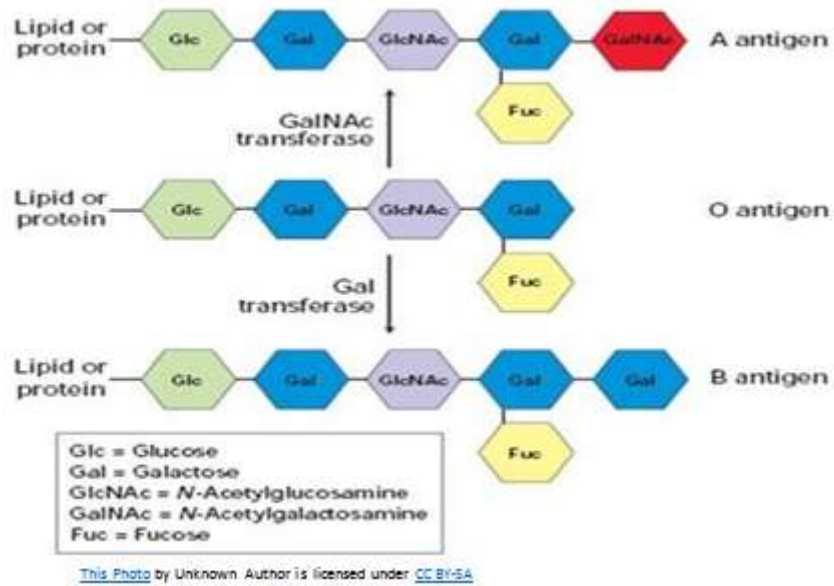 Lipid or
protein
Glc
Gal
GlcNAc
Gal
GalNAc
A antigen
Fuc
GalNAc
transferase
Lipid or
protein
Glc
Gal
GlcNAc
Gal
O antigen
Fuc
Gal
transferase
Lipid or
protein
Glc
Gal
GlcNAc
Gal
Gal
B antigen
Fuc
Glc = Glucose
Gal = Galactose
GlcNAc = N-Acetylglucosamine
GalNAc = N-Acetylgalactosamine
Fuc = Fucose
This Photo by Unknown Author is licensed under CC BY-SA